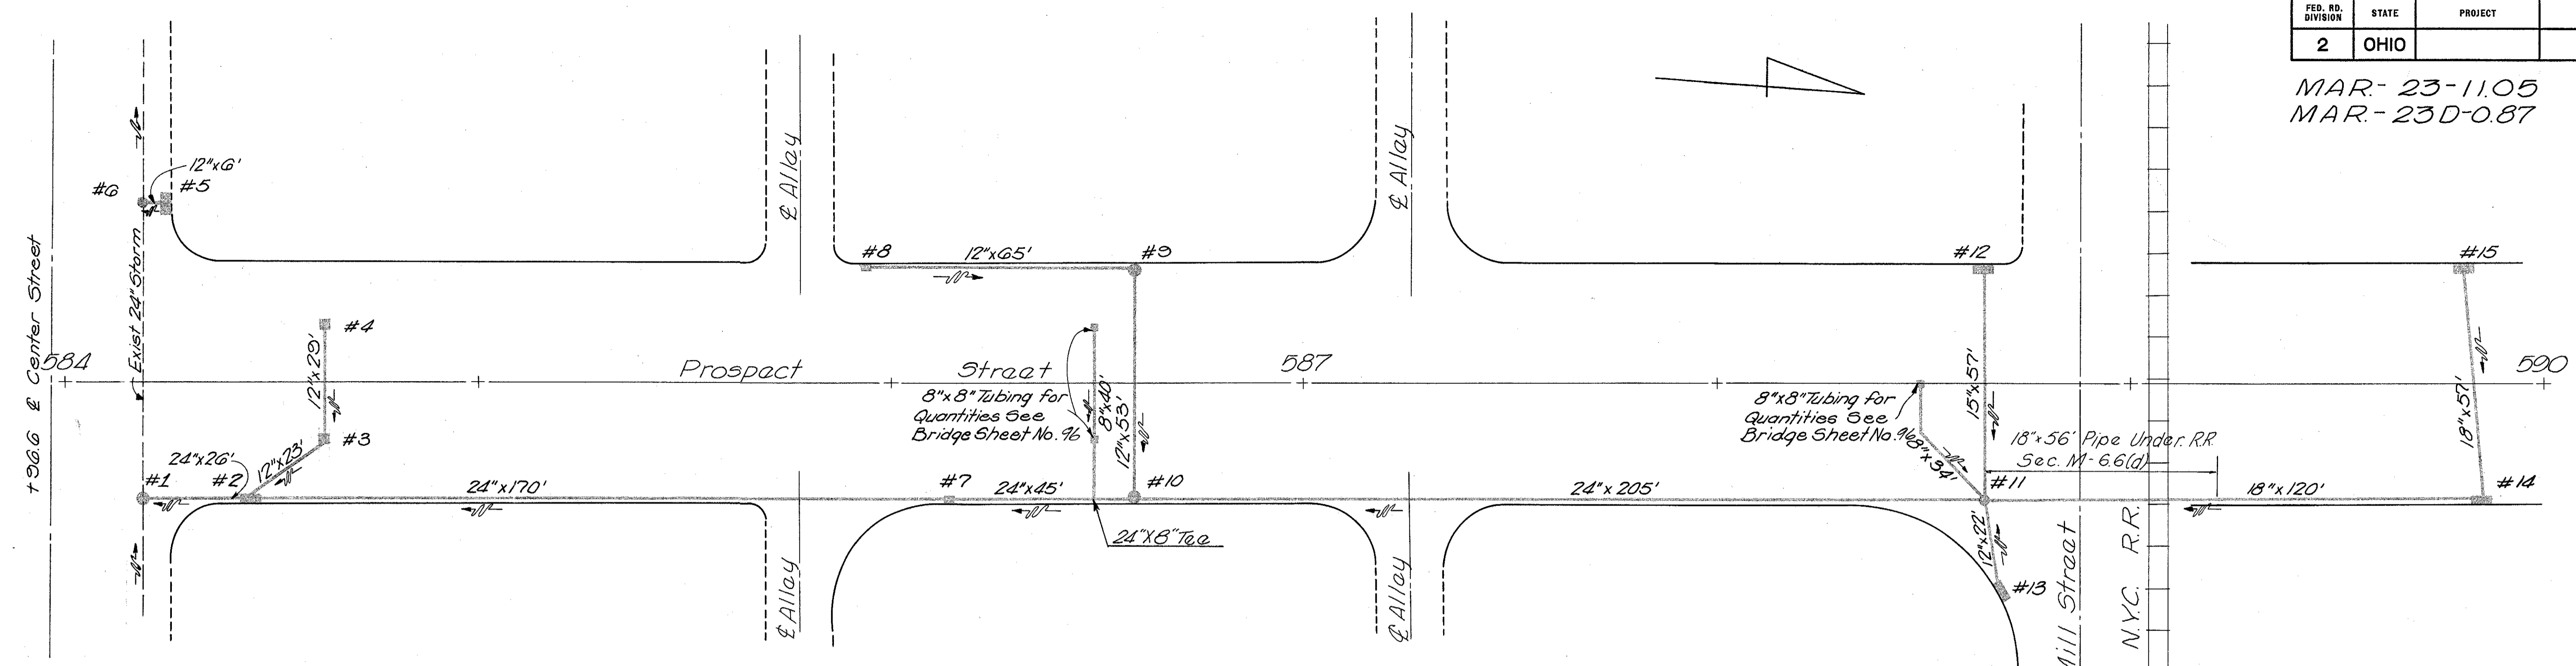 FED. RD. DIVISION
STATE
PROJECT
2
OHIO
MAR.- 23-11.05
MAR.- 23D-0.87
+96.6 ℄ Center Street
Exist 24" Storm
12"x6'
#6
#5
℄ Alley
℄ Alley
#8
12"x65'
#9
#12
#15
#4
12"x29'
584
Prospect Street
587
590
8"x8" Tubing for
Quantities See
Bridge Sheet No. 96
8"x40'
12"x53'
8"x8" Tubing for
Quantities See
Bridge Sheet No. 96
15"x57'
18"x57'
#3
12"x23'
24"x26'
8"x34'
18"x56' Pipe Under. R.R.
Sec. M-6.6(d)
#1
#2
24"x170'
#7
24"x45'
#10
24"x205'
#11
18"x120'
#14
24"X8" Tee
12"x22'
#13
℄ Alley
℄ Alley
Mill Street
N.Y.C. R.R.